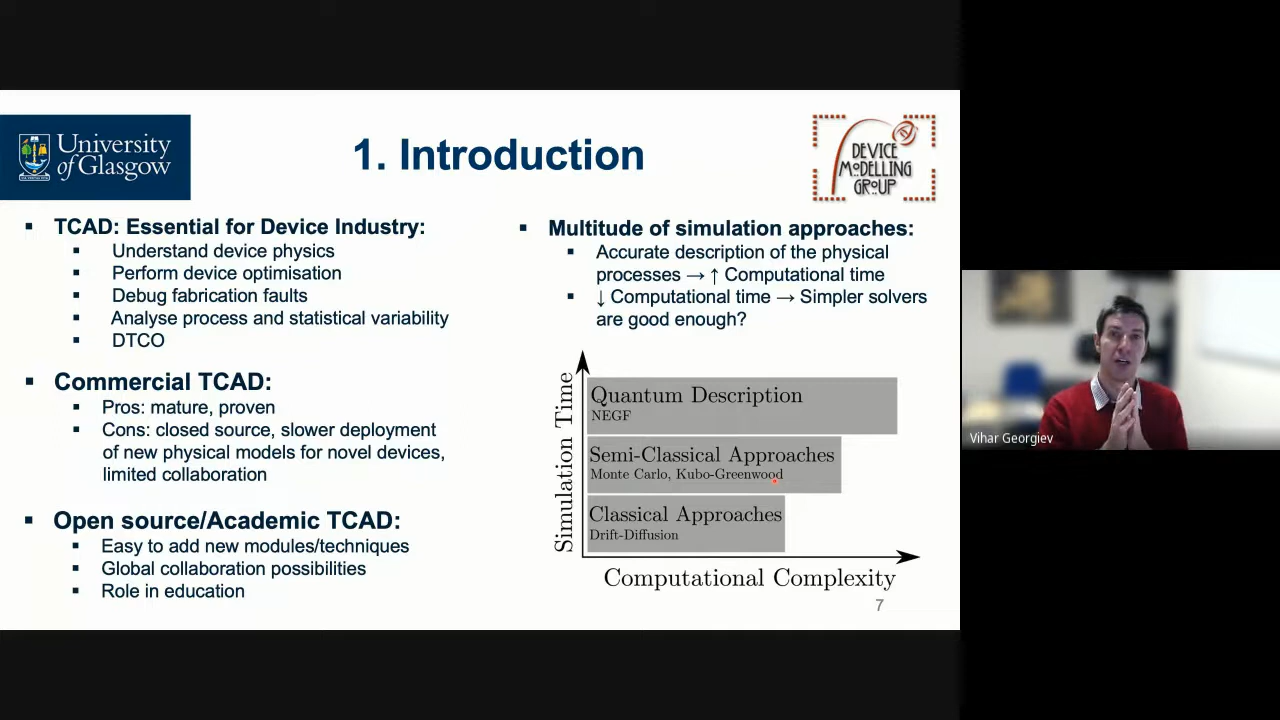 University
of Glasgow
1. Introduction
DEVICE
MODELLING
GROUP
▪ TCAD: Essential for Device Industry:
▪ Understand device physics
▪ Perform device optimisation
▪ Debug fabrication faults
▪ Analyse process and statistical variability
▪ DTCO
▪ Commercial TCAD:
▪ Pros: mature, proven
▪ Cons: closed source, slower deployment
of new physical models for novel devices,
limited collaboration
▪ Open source/Academic TCAD:
▪ Easy to add new modules/techniques
▪ Global collaboration possibilities
▪ Role in education
▪ Multitude of simulation approaches:
▪ Accurate description of the physical
processes → ↑ Computational time
▪ ↓ Computational time → Simpler solvers
are good enough?
Simulation Time
Quantum Description
NEGF
Semi-Classical Approaches
Monte Carlo, Kubo-Greenwood
Classical Approaches
Drift-Diffusion
Computational Complexity
7
Vihar Georgiev